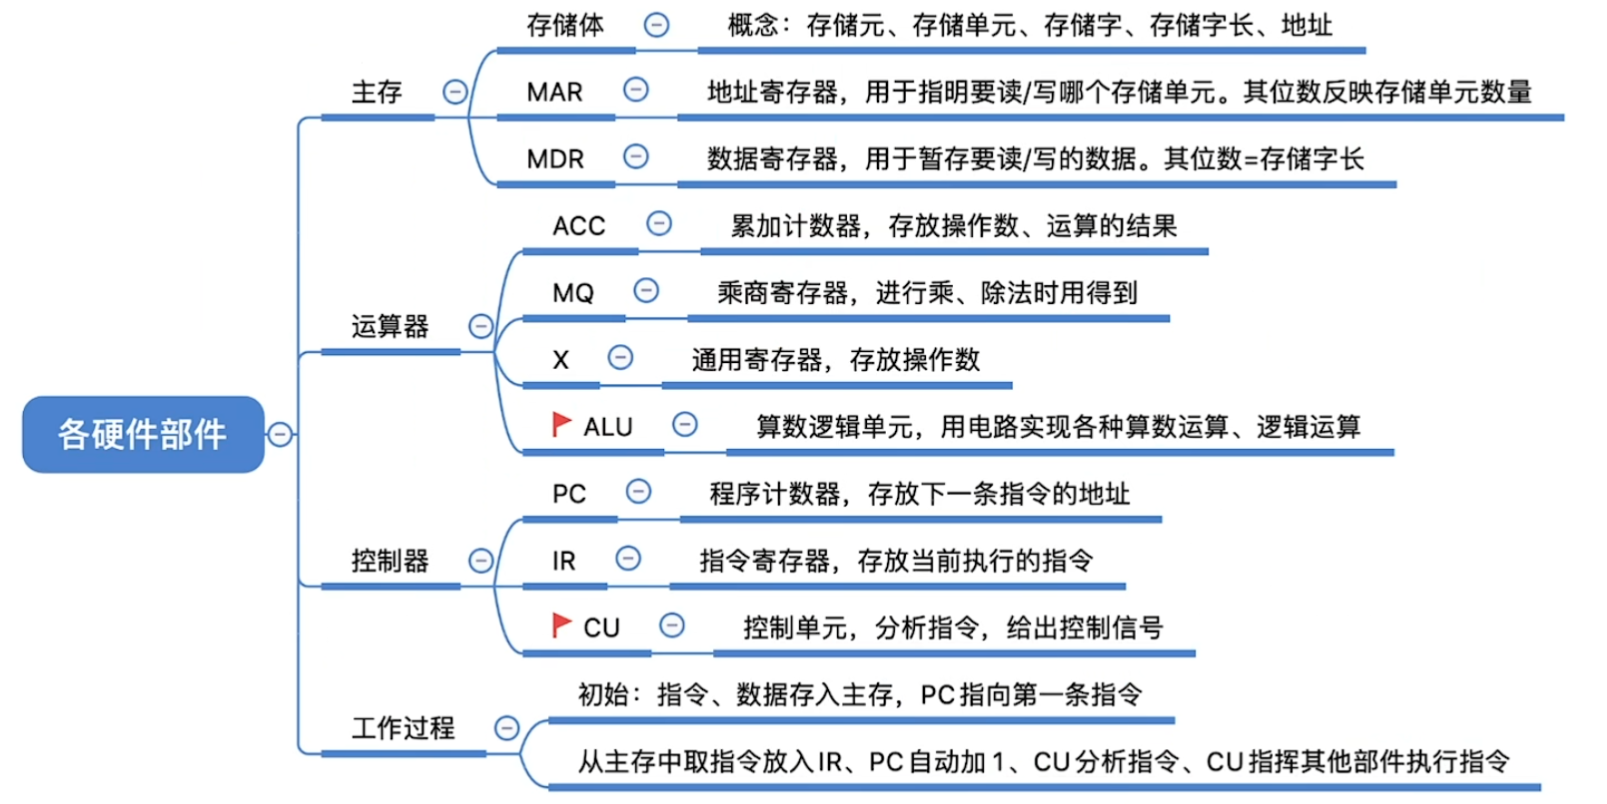 各硬件部件
主存
存储体
概念：存储元、存储单元、存储字、存储字长、地址
MAR
地址寄存器，用于指明要读/写哪个存储单元。其位数反映存储单元数量
MDR
数据寄存器，用于暂存要读/写的数据。其位数=存储字长
运算器
ACC
累加计数器，存放操作数、运算的结果
MQ
乘商寄存器，进行乘、除法时用得到
X
通用寄存器，存放操作数
ALU
算数逻辑单元，用电路实现各种算数运算、逻辑运算
控制器
PC
程序计数器，存放下一条指令的地址
IR
指令寄存器，存放当前执行的指令
CU
控制单元，分析指令，给出控制信号
工作过程
初始：指令、数据存入主存，PC指向第一条指令
从主存中取指令放入IR、PC自动加1、CU分析指令、CU指挥其他部件执行指令